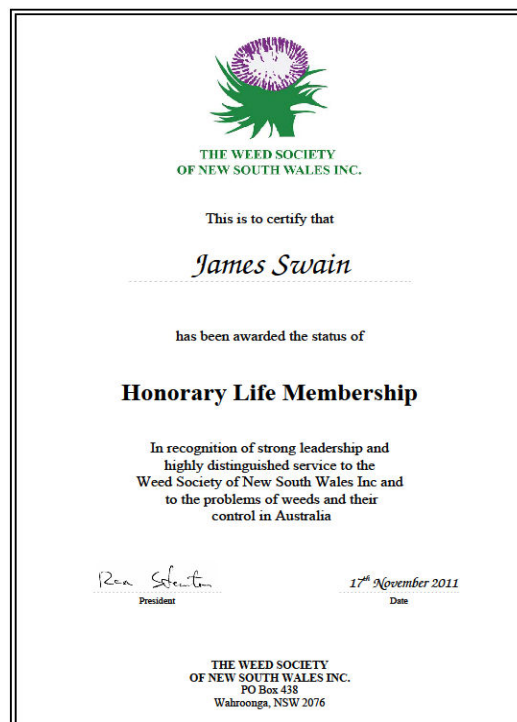 THE WEED SOCIETY
OF NEW SOUTH WALES INC.
This is to certify that
James Swain
has been awarded the status of
Honorary Life Membership
In recognition of strong leadership and
highly distinguished service to the
Weed Society of New South Wales Inc and
to the problems of weeds and their
control in Australia
17th November 2011
President
Date
THE WEED SOCIETY
OF NEW SOUTH WALES INC.
PO Box 438
Wahroonga, NSW 2076